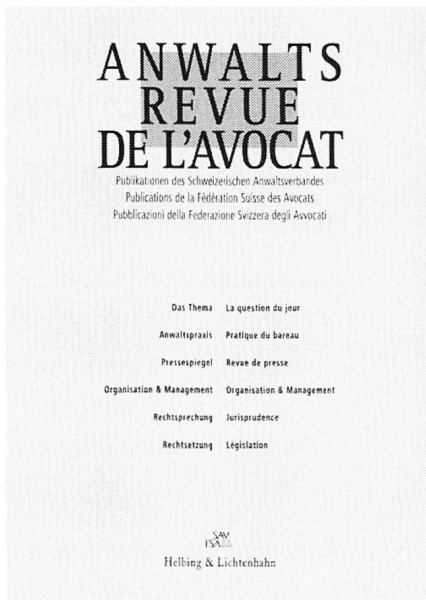 ANWALTS
REVUE
DE L'AVOCAT
Publikationen des Schweizerischen Anwaltsverbandes
Publications de la Fédération Suisse des Avocats
Pubblicazioni della Federazione Svizzera degli Avvocati
Das Thema La question du jour
Anwaltspraxis Pratique du bareau
Pressespiegel Revue de presse
Organisation & Management Organisation & Management
Rechtsprechung Jurisprudence
Rechtsetzung Législation
SAV
FSA
Helbing & Lichtenhahn